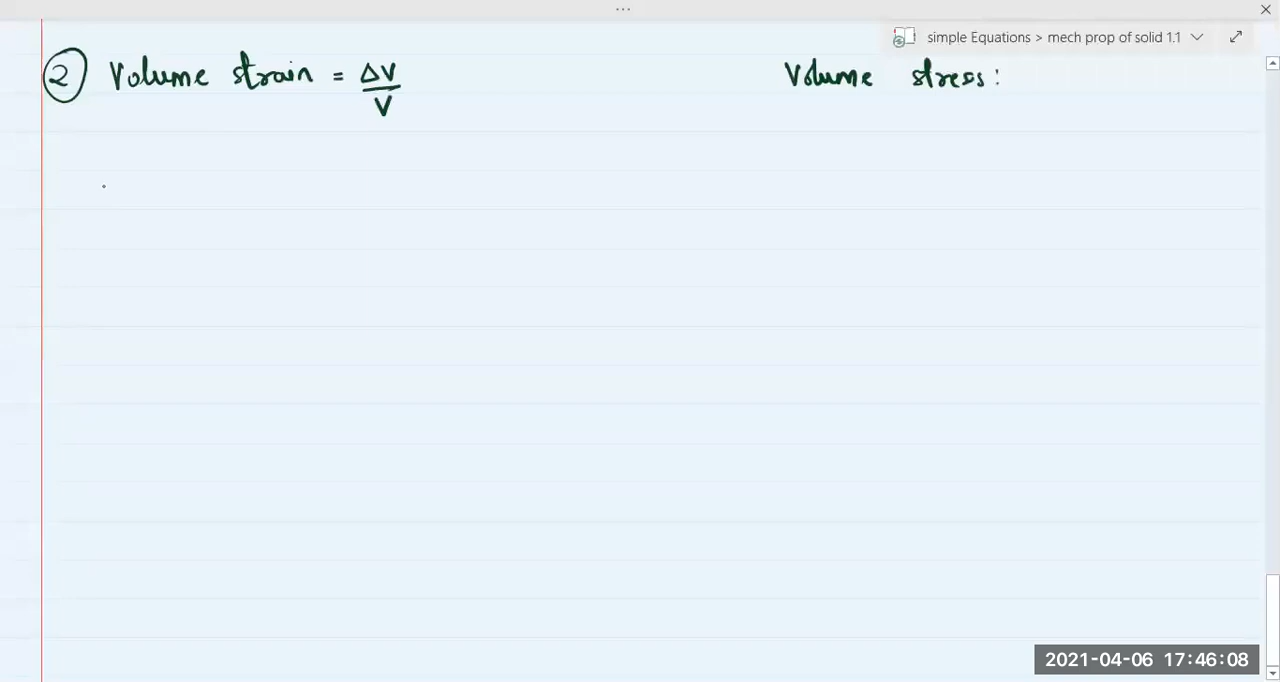 ...
simple Equations > mech prop of solid 1.1
② Volume strain = ΔV/V
Volume stress:
2021-04-06 17:46:08